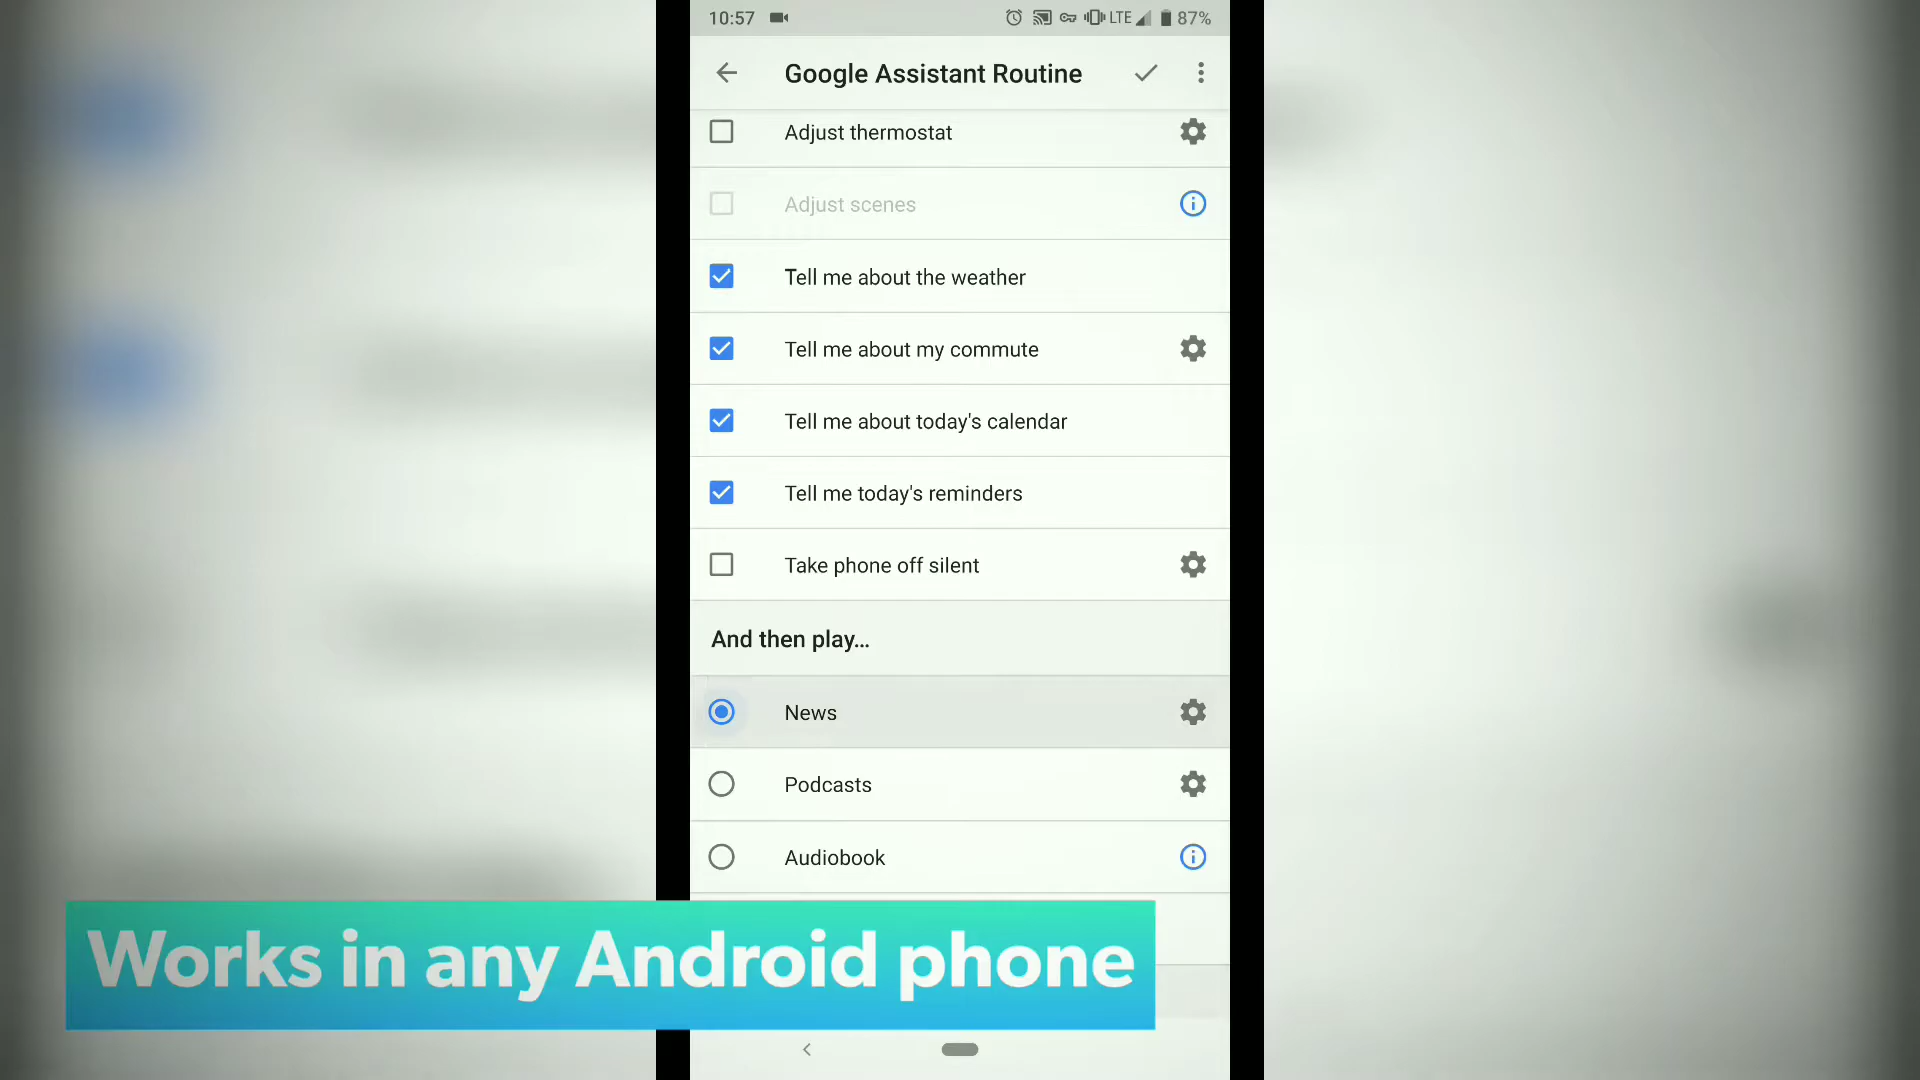 10:57
LTE 87%
Google Assistant Routine
Adjust thermostat
Adjust scenes
Tell me about the weather
Tell me about my commute
Tell me about today's calendar
Tell me today's reminders
Take phone off silent
And then play...
News
Podcasts
Audiobook
Works in any Android phone